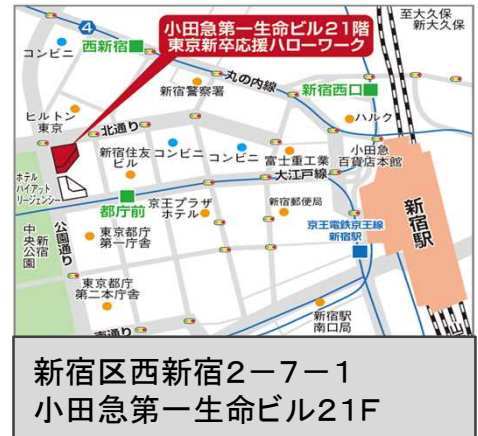 至大久保
新大久保
4
小田急第一生命ビル21階
東京新卒応援ハローワーク
コンビニ
西新宿
丸の内線
新宿警察署
新宿西口
ヒルトン
東京
北通り
ハルク
新宿住友
ビル
コンビニ
コンビニ
富士重工業
小田急
百貨店本館
大江戸線
ホテル
ハイアット
リージェンシー
都庁前
京王プラザ
ホテル
新宿郵便局
京王電鉄京王線
新宿駅
新宿駅
新宿
中央公園
公園通り
東京都庁
第一庁舎
東京都庁
第二本庁舎
新宿駅
南口局
南通り
山
新宿区西新宿2-7-1
小田急第一生命ビル21F